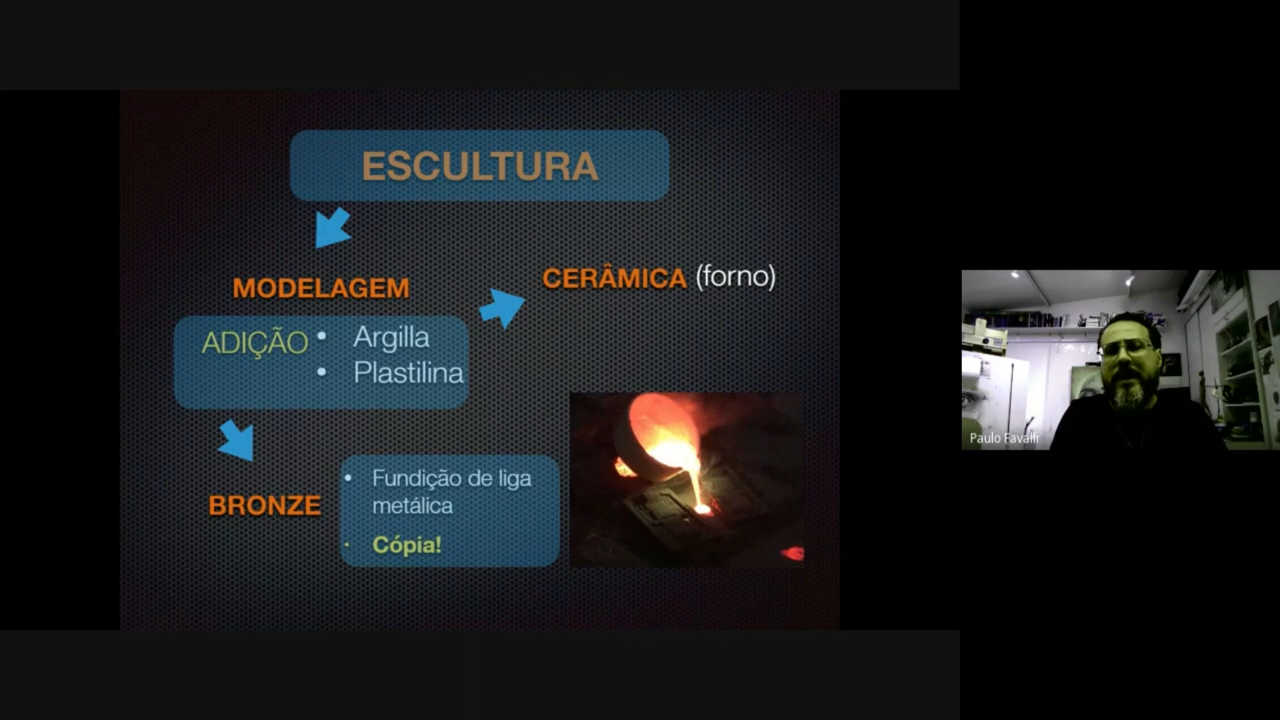 ESCULTURA
MODELAGEM
CERÂMICA (forno)
ADIÇÃO
• Argilla
• Plastilina
BRONZE
• Fundição de liga
metálica
• Cópia!
Paulo Favalli